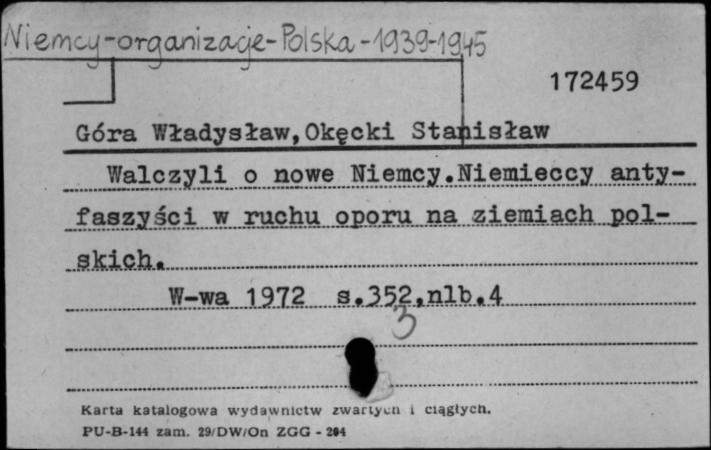 Niemcy-organizacje-Polska-1939-1945
172459
Góra Władysław,Okęcki Stanisław
Walczyli o nowe Niemcy.Niemieccy anty-
faszyści w ruchu oporu na ziemiach pol-
skich.
W-wa 1972 s.352,nlb.4
3
Karta katalogowa wydawnictw zwartych i ciągłych.
PU-B-144 zam. 29/DW/On ZGG - 204